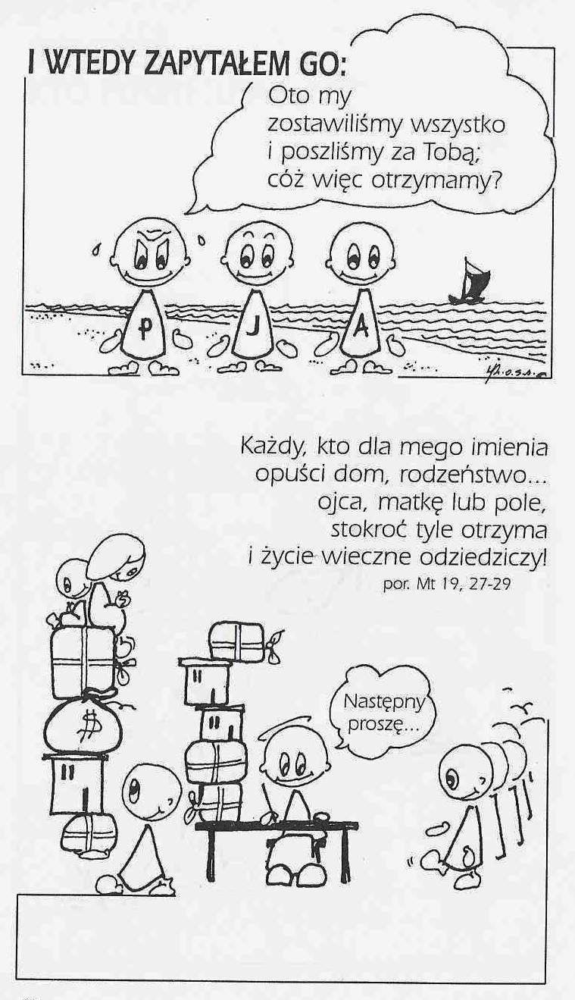 I WTEDY ZAPYTAŁEM GO:
Oto my
zostawiliśmy wszystko
i poszliśmy za Tobą;
cóż więc otrzymamy?
P
J
A
Każdy, kto dla mego imienia
opuści dom, rodzeństwo...
ojca, matkę lub pole,
stokroć tyle otrzyma
i życie wieczne odziedziczy!
por. Mt 19, 27-29
$
Następny
proszę...